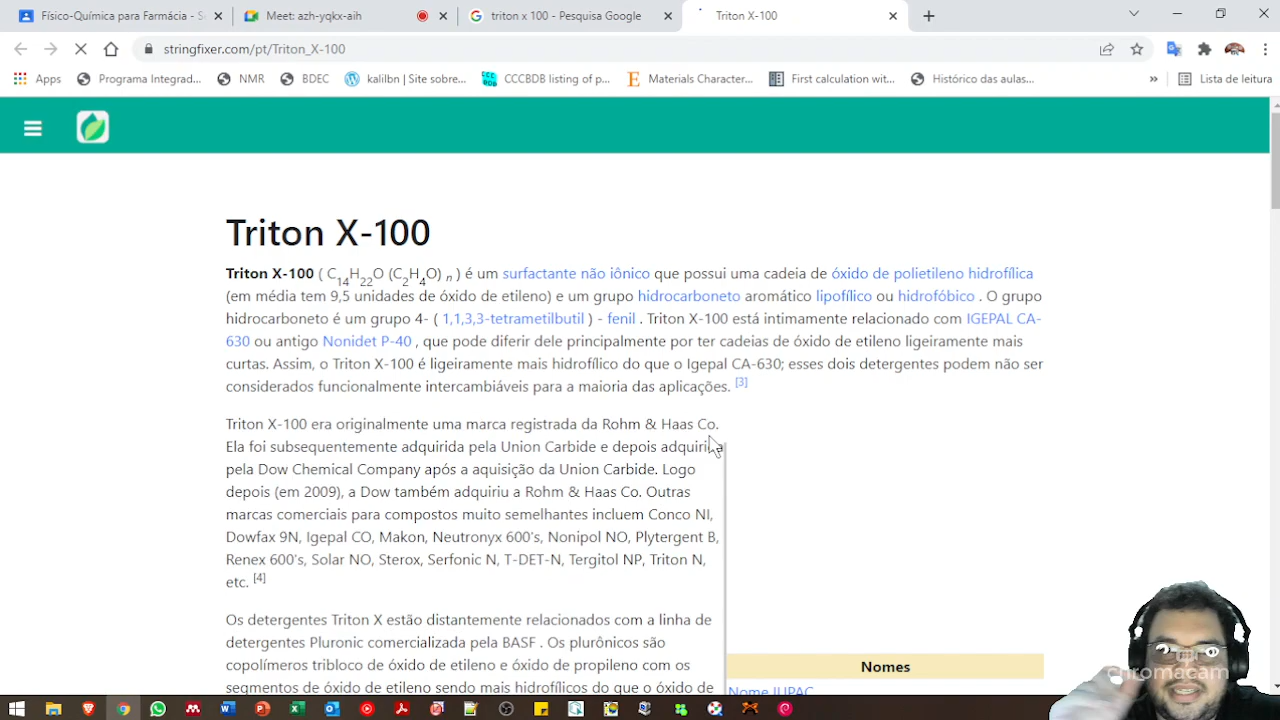 Físico-Química para Farmácia - S
Meet: azh-yqkx-aih
triton x 100 - Pesquisa Google
Triton X-100
stringfixer.com/pt/Triton_X-100
Apps
Programa Integrad...
NMR
BDEC
kalilbn | Site sobre...
CCCBDB listing of p...
Materials Character...
First calculation wit...
Histórico das aulas...
»
Lista de leitura
Triton X-100
Triton X-100 ( C14H22O (C2H4O) n ) é um surfactante não iônico que possui uma cadeia de óxido de polietileno hidrofílica
(em média tem 9,5 unidades de óxido de etileno) e um grupo hidrocarboneto aromático lipofílico ou hidrofóbico . O grupo
hidrocarboneto é um grupo 4- ( 1,1,3,3-tetrametilbutil ) - fenil . Triton X-100 está intimamente relacionado com IGEPAL CA-
630 ou antigo Nonidet P-40 , que pode diferir dele principalmente por ter cadeias de óxido de etileno ligeiramente mais
curtas. Assim, o Triton X-100 é ligeiramente mais hidrofílico do que o Igepal CA-630; esses dois detergentes podem não ser
considerados funcionalmente intercambiáveis para a maioria das aplicações. [3]
Triton X-100 era originalmente uma marca registrada da Rohm & Haas Co.
Ela foi subsequentemente adquirida pela Union Carbide e depois adquirida
pela Dow Chemical Company após a aquisição da Union Carbide. Logo
depois (em 2009), a Dow também adquiriu a Rohm & Haas Co. Outras
marcas comerciais para compostos muito semelhantes incluem Conco NI,
Dowfax 9N, Igepal CO, Makon, Neutronyx 600's, Nonipol NO, Plytergent B,
Renex 600's, Solar NO, Sterox, Serfonic N, T-DET-N, Tergitol NP, Triton N,
etc. [4]
Os detergentes Triton X estão distantemente relacionados com a linha de
detergentes Pluronic comercializada pela BASF . Os plurônicos são
copolímeros tribloco de óxido de etileno e óxido de propileno com os
segmentos de óxido de etileno sendo mais hidrofílicos do que o óxido de
Nomes
Nome IUPAC
chromacam